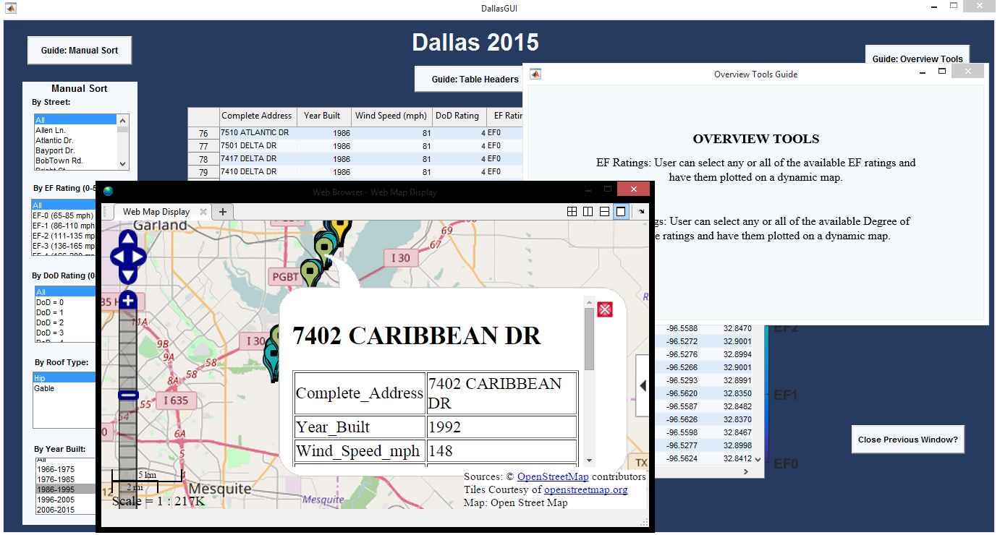 DallasGUI
Guide: Manual Sort
Dallas 2015
Guide: Overview Tools
Guide: Table Headers
Manual Sort
By Street:
All
Allen Ln.
Atlantic Dr.
Bayport Dr.
BobTown Rd.
By EF Rating (0-5
All
EF-0 (65-85 mph)
EF-1 (86-110 mph
EF-2 (111-135 mp
EF-3 (136-165 mp
By DoD Rating (0-
All
DoD = 0
DoD = 1
DoD = 2
DoD = 3
By Roof Type:
Hip
Gable
By Year Built:
All
1966-1975
1976-1985
1986-1995
1996-2005
2006-2015
Complete Address Year Built Wind Speed (mph) DoD Rating EF Ratin
76 7510 ATLANTIC DR 1986 81 4 EF0
77 7501 DELTA DR 1986 81 4 EF0
78 7417 DELTA DR 1986 81 4 EF0
79 7410 DELTA DR 1986 81 4 EF0
Overview Tools Guide
OVERVIEW TOOLS
EF Ratings: User can select any or all of the available EF ratings and
have them plotted on a dynamic map.
gs: User can select any or all of the available Degree of
e ratings and have them plotted on a dynamic map.
Web Browser - Web Map Display
Web Map Display
Garland
69
67
I 30
PGBT
35
11A
9B
9A
I 30
58
58
8A
I 635
55
54
6A
0
12
TX
Mesquite
Mesquite
5 km
2 mi
Scale = 1 : 217K
7402 CARIBBEAN DR
Complete_Address 7402 CARIBBEAN
DR
Year_Built 1992
Wind_Speed_mph 148
Sources: © OpenStreetMap contributors
Tiles Courtesy of openstreetmap.org
Map: Open Street Map
-96.5588 32.8470
-96.5272 32.9001
-96.5276 32.8994
-96.5266 32.9001
-96.5293 32.8991
-96.5620 32.8350
-96.5587 32.8482
-96.5626 32.8370
-96.5598 32.8467
-96.5277 32.8998
-96.5624 32.8412
EF2
EF1
EF0
Close Previous Window?